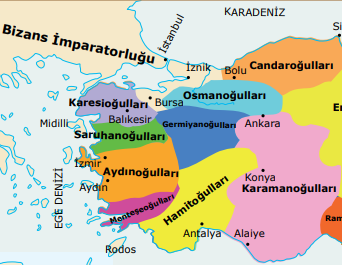 KARADENİZ
Bizans İmparatorluğu
İstanbul
İznik
Bolu
Candaroğulları
Karesioğulları
Bursa
Osmanoğulları
Balıkesir
Midilli
Saruhanoğulları
Germiyanoğulları
Ankara
İzmir
Aydınoğulları
Aydın
Konya
Karamanoğulları
EGE DENİZİ
Menteşeoğulları
Hamitoğulları
Antalya
Alaiye
Rodos